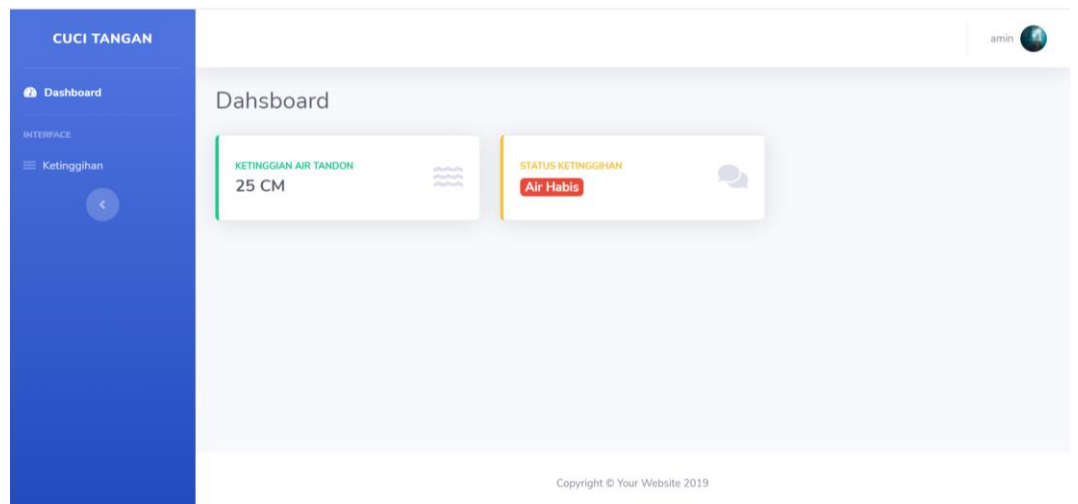 CUCI TANGAN
amin
Dashboard
INTERFACE
Ketinggihan
Dahsboard
KETINGGIAN AIR TANDON
25 CM
STATUS KETINGGIHAN
Air Habis
Copyright © Your Website 2019